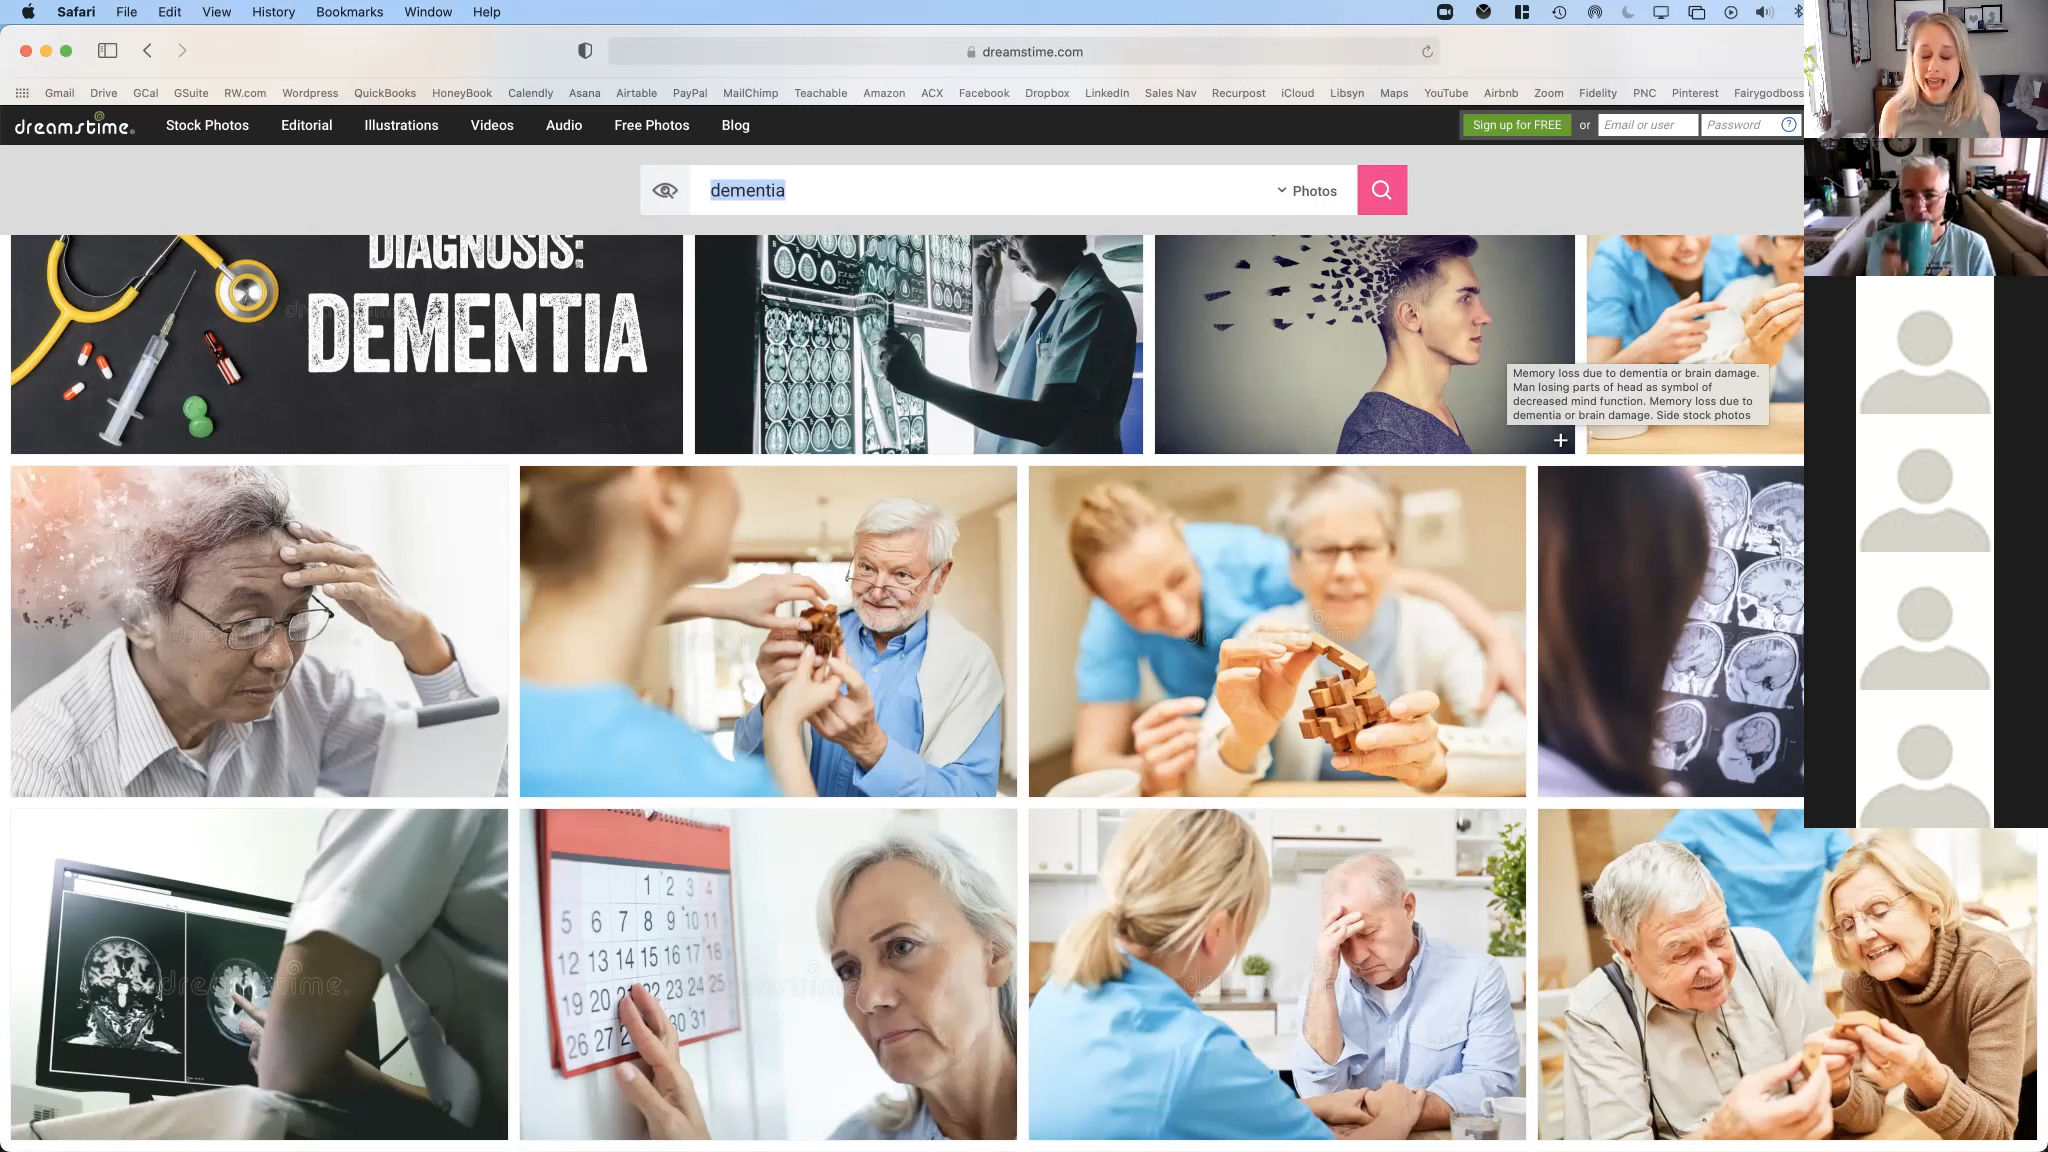 Safari File Edit View History Bookmarks Window Help
dreamstime.com
Gmail Drive GCal GSuite RW.com Wordpress QuickBooks HoneyBook Calendly Asana Airtable PayPal MailChimp Teachable Amazon ACX Facebook Dropbox LinkedIn Sales Nav Recurpost iCloud Libsyn Maps YouTube Airbnb Zoom Fidelity PNC Pinterest Fairygodboss
dreamstime. Stock Photos Editorial Illustrations Videos Audio Free Photos Blog Sign up for FREE or Email or user Password ?
dementia Photos
DIAGNOSIS:
DEMENTIA
Memory loss due to dementia or brain damage.
Man losing parts of head as symbol of
decreased mind function. Memory loss due to
dementia or brain damage. Side stock photos
+
1 2 3 4
5 6 7 8 9 10 11
12 13 14 15 16 17 18
19 20 21 22 23 24 25
26 27 30 31